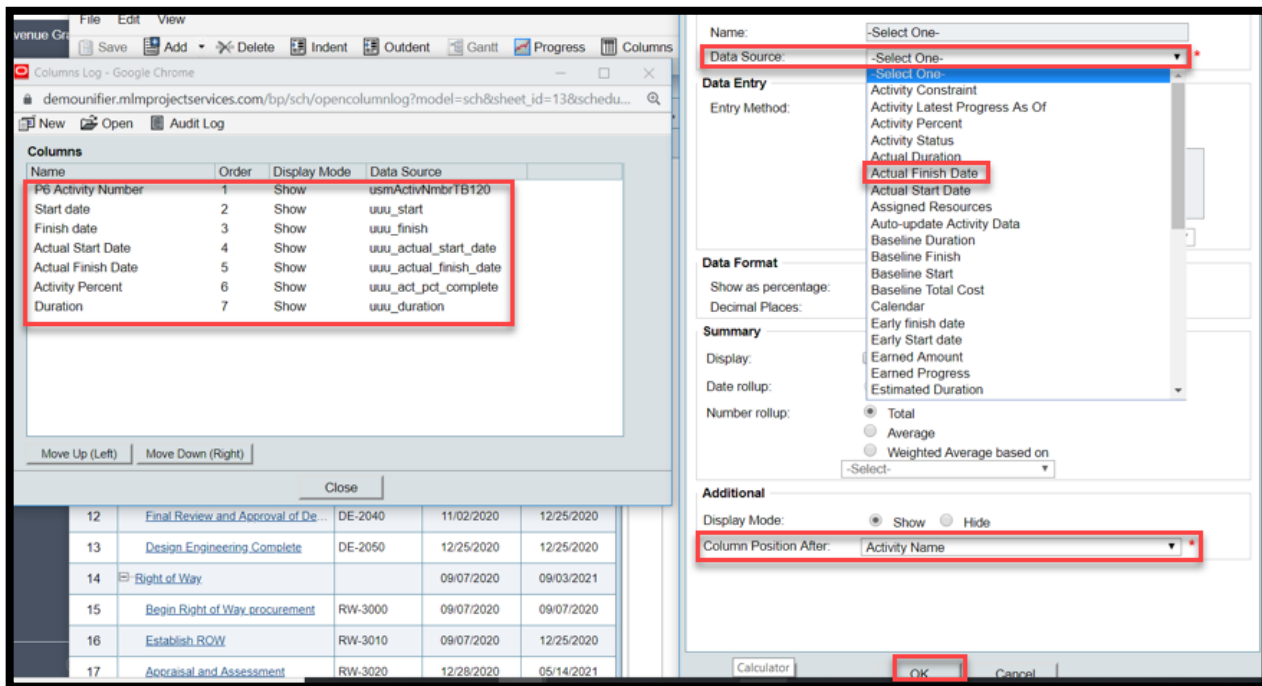 File Edit View
venue Gra
Save Add Delete Indent Outdent Gantt Progress Columns
Columns Log - Google Chrome
demounifier.mlmprojectservices.com/bp/sch/opencolumnlog?model=sch&sheet_id=13&schedu...
New Open Audit Log
Columns
Name Order Display Mode Data Source
P6 Activity Number 1 Show usmActivNmbrTB120
Start date 2 Show uuu_start
Finish date 3 Show uuu_finish
Actual Start Date 4 Show uuu_actual_start_date
Actual Finish Date 5 Show uuu_actual_finish_date
Activity Percent 6 Show uuu_act_pct_complete
Duration 7 Show uuu_duration
Move Up (Left) Move Down (Right)
Close
12 Final Review and Approval of De... DE-2040 11/02/2020 12/25/2020
13 Design Engineering Complete DE-2050 12/25/2020 12/25/2020
14 Right of Way 09/07/2020 09/03/2021
15 Begin Right of Way procurement RW-3000 09/07/2020 09/07/2020
16 Establish ROW RW-3010 09/07/2020 12/25/2020
17 Appraisal and Assessment RW-3020 12/28/2020 05/14/2021
Name: -Select One-
Data Source: -Select One- *
-Select One-
Data Entry
Activity Constraint
Entry Method: Activity Latest Progress As Of
Activity Percent
Activity Status
Actual Duration
Actual Finish Date
Actual Start Date
Assigned Resources
Auto-update Activity Data
Baseline Duration
Baseline Finish
Data Format
Baseline Start
Show as percentage: Baseline Total Cost
Decimal Places: Calendar
Early finish date
Summary
Early Start date
Display: Earned Amount
Earned Progress
Date rollup: Estimated Duration
Number rollup: Total
Average
Weighted Average based on
-Select-
Additional
Display Mode: Show Hide
Column Position After: Activity Name *
Calculator
OK Cancel